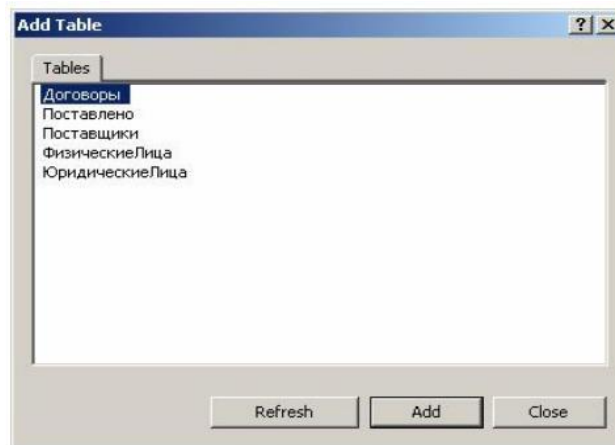 Add Table
Tables
Договоры
Поставлено
Поставщики
ФизическиеЛица
ЮридическиеЛица
Refresh Add Close